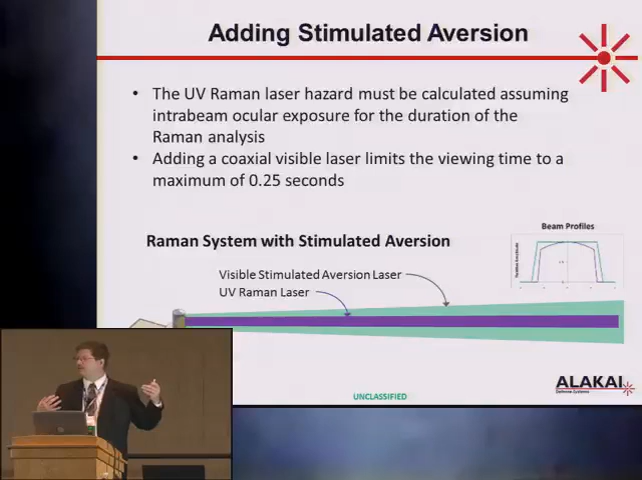 Adding Stimulated Aversion
• The UV Raman laser hazard must be calculated assuming
intrabeam ocular exposure for the duration of the
Raman analysis
• Adding a coaxial visible laser limits the viewing time to a
maximum of 0.25 seconds
Beam Profiles
Raman System with Stimulated Aversion
Visible Stimulated Aversion Laser
UV Raman Laser
UNCLASSIFIED
ALAKAI
Defense Systems